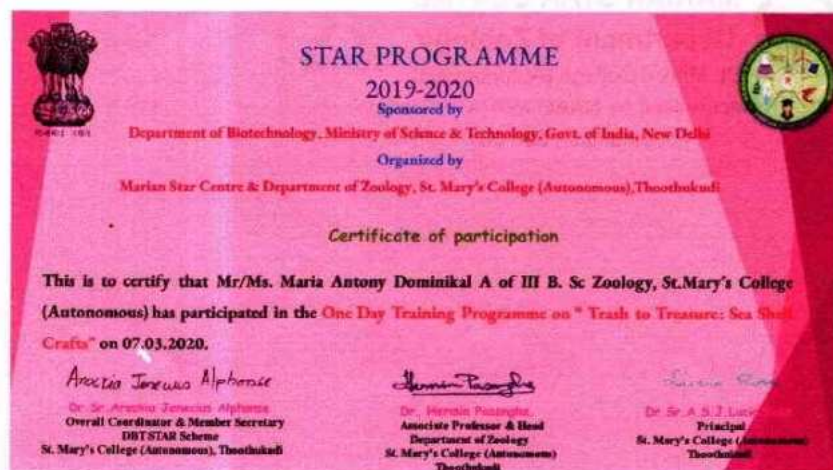 STAR PROGRAMME
2019-2020
Sponsored by
Department of Biotechnology, Ministry of Science & Technology, Govt. of India, New Delhi
Organized by
Marian Star Centre & Department of Zoology, St. Mary's College (Autonomous),Thoothukudi
Certificate of participation
This is to certify that Mr/Ms. Maria Antony Dominikal A of III B. Sc Zoology, St.Mary's College
(Autonomous) has participated in the One Day Training Programme on " Trash to Treasure: Sea Shell
Crafts" on 07.03.2020.
Arockia Jenecius Alphonse
Dr. Sr. Arockia Jenecius Alphonse
Overall Coordinator & Member Secretary
DBT STAR Scheme
St. Mary's College (Autonomous), Thoothukudi
Dr. Hermin Pasangha.
Associate Professor & Head
Department of Zoology
St. Mary's College (Autonomous)
Thoothukudi
Dr Sr A S J Lucia
Principal
St. Mary's College (Autonomous)
Thoothukudi